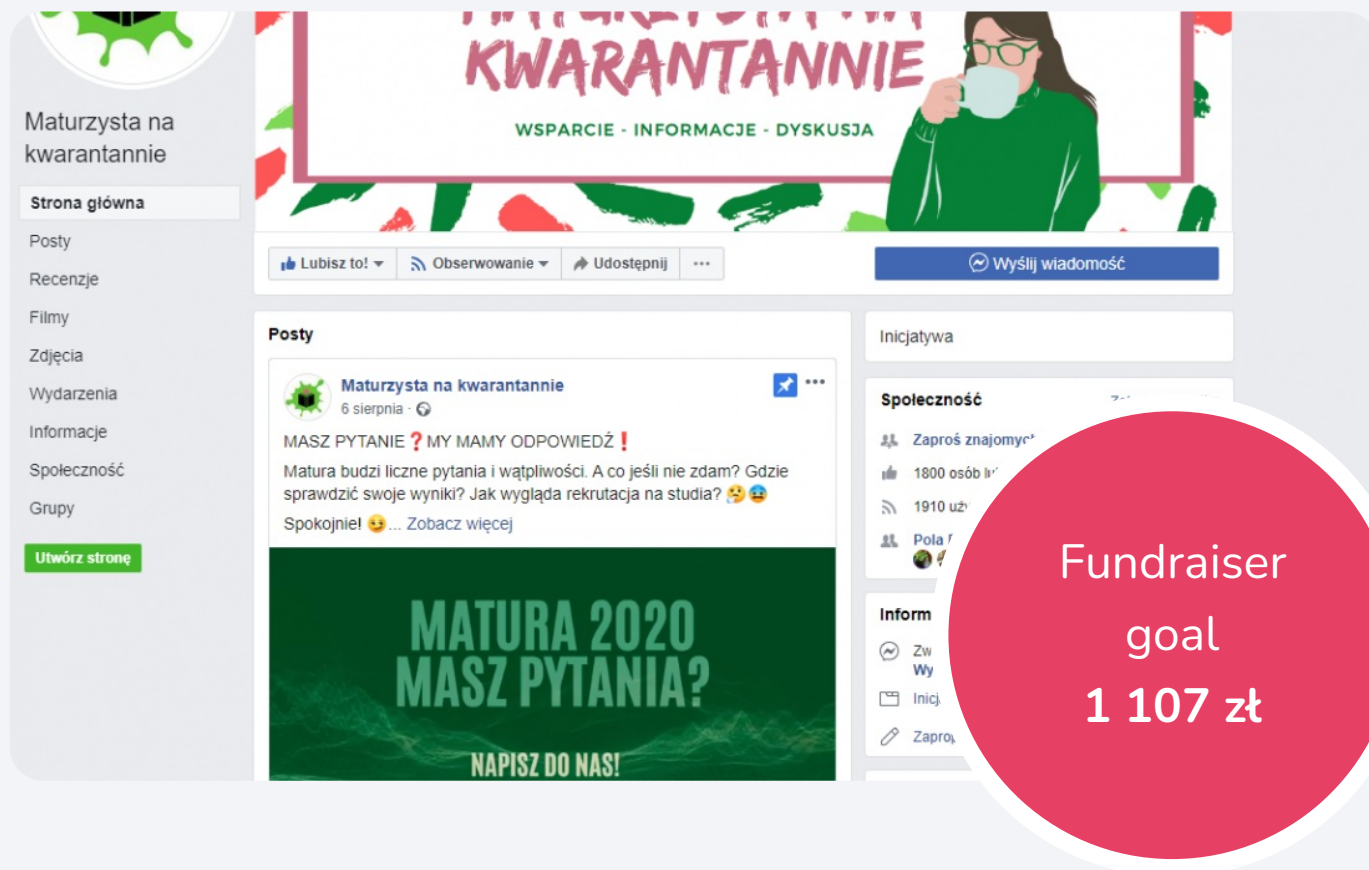 MATURZYSTA NA
KWARANTANNIE
WSPARCIE - INFORMACJE - DYSKUSJA
Maturzysta na
kwarantannie
Strona główna
Posty
Recenzje
Filmy
Zdjęcia
Wydarzenia
Informacje
Społeczność
Grupy
Utwórz stronę
Lubisz to!
Obserwowanie
Udostępnij
...
Wyślij wiadomość
Posty
Maturzysta na kwarantannie
6 sierpnia ·
MASZ PYTANIE❓MY MAMY ODPOWIEDŹ❗
Matura budzi liczne pytania i wątpliwości. A co jeśli nie zdam? Gdzie
sprawdzić swoje wyniki? Jak wygląda rekrutacja na studia? 🤔😰
Spokojnie! 😉... Zobacz więcej
MATURA 2020
MASZ PYTANIA?
NAPISZ DO NAS!
Inicjatywa
Społeczność
Zaproś znajomych
1800 osób
1910
Pola
Fundraiser
goal
1 107 zł